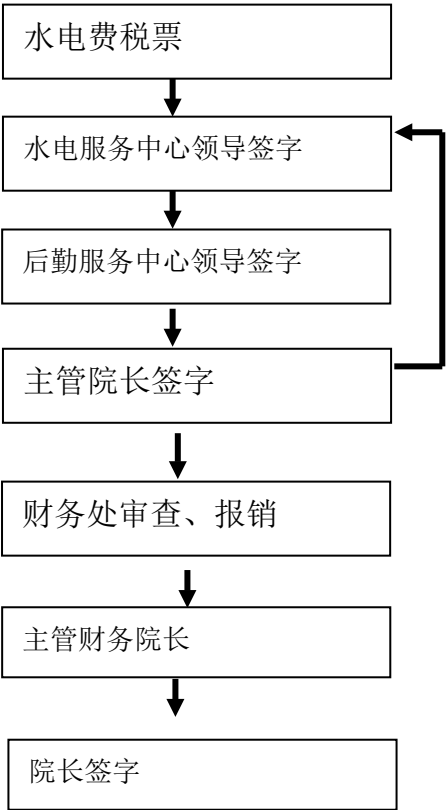 水电费税票
水电服务中心领导签字
后勤服务中心领导签字
主管院长签字
财务处审查、报销
主管财务院长
院长签字